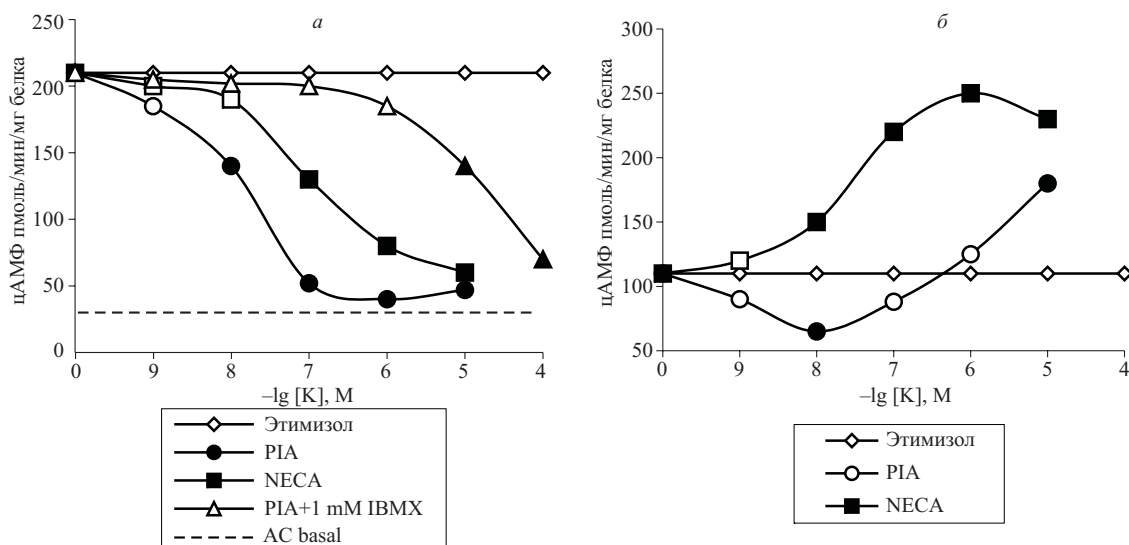 а
цАМФ пмоль/мин/мг белка
250
200
150
100
50
0
0 9 8 7 6 5 4
–lg [K], M
Этимизол
PIA
NECA
PIA+1 mM IBMX
AC basal
б
цАМФ пмоль/мин/мг белка
300
250
200
150
100
50
0 9 8 7 6 5 4
–lg [K], M
Этимизол
PIA
NECA